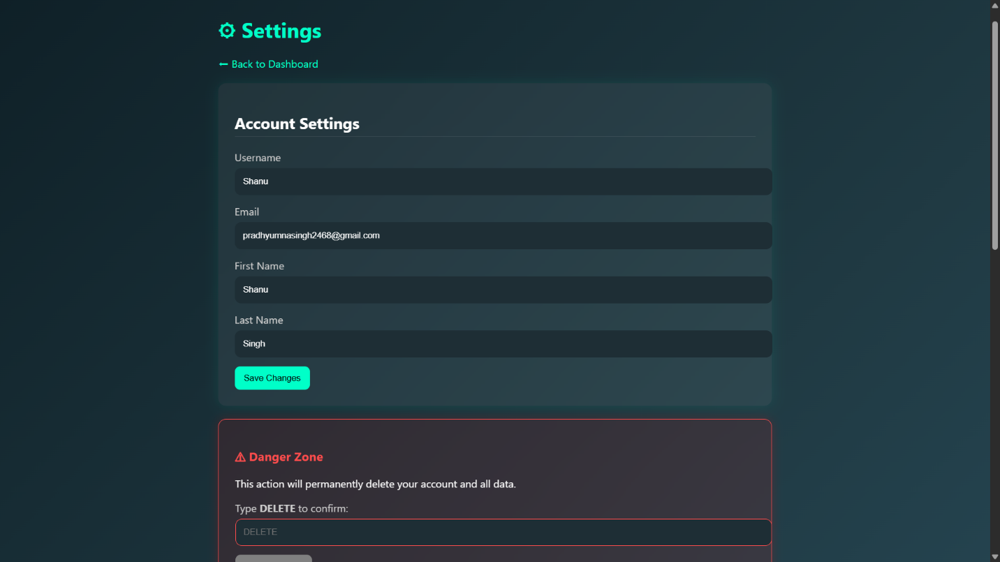 ⚙ Settings
⬅ Back to Dashboard
Account Settings
Username
Shanu
Email
pradhyumnasingh2468@gmail.com
First Name
Shanu
Last Name
Singh
Save Changes
⚠ Danger Zone
This action will permanently delete your account and all data.
Type DELETE to confirm:
DELETE